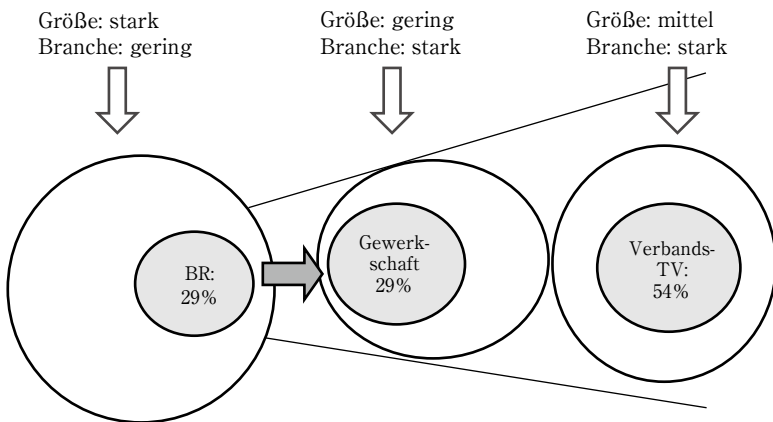 Größe: stark
Branche: gering
Größe: gering
Branche: stark
Größe: mittel
Branche: stark
BR:
29%
Gewerk-
schaft
29%
Verbands-
TV:
54%